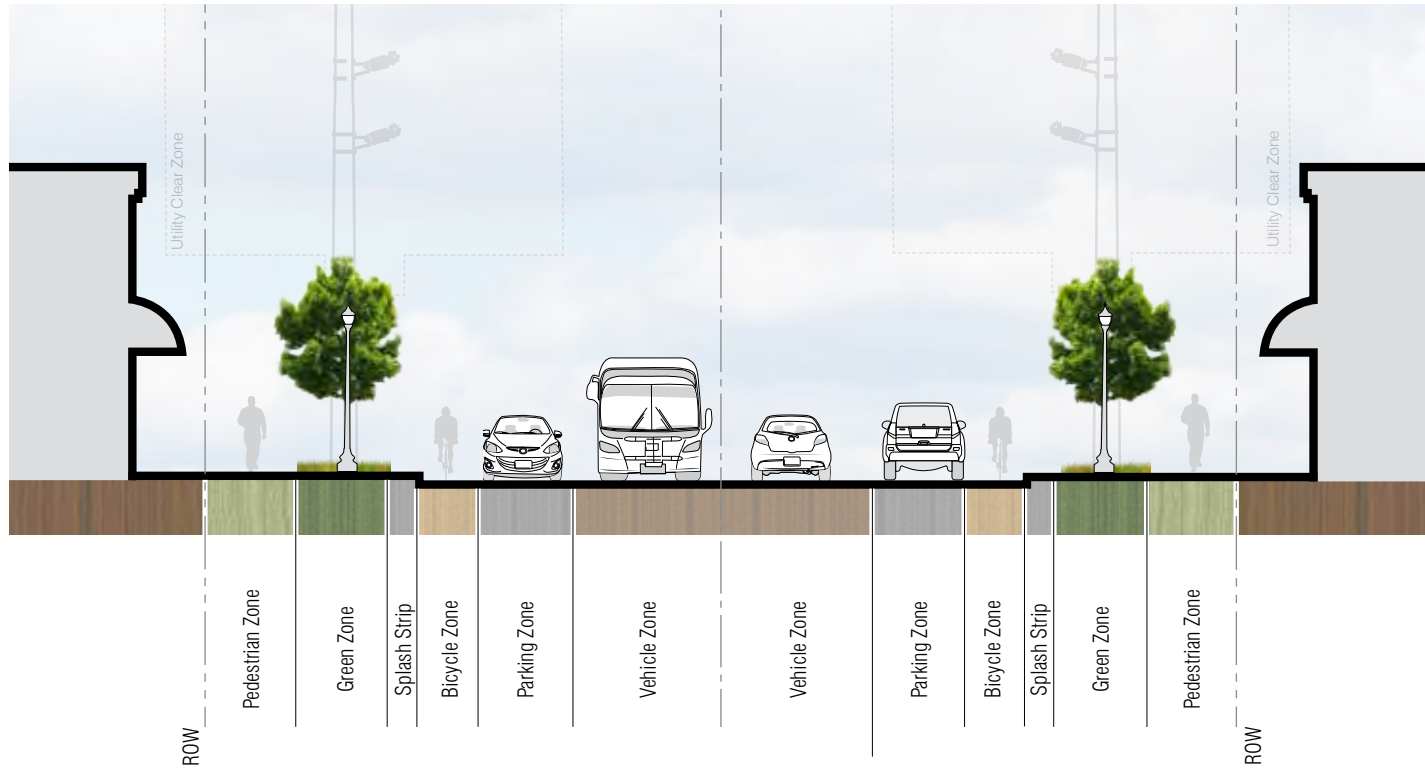 Utility Clear Zone
Utility Clear Zone
ROW
Pedestrian Zone
Green Zone
Splash Strip
Bicycle Zone
Parking Zone
Vehicle Zone
Vehicle Zone
Parking Zone
Bicycle Zone
Splash Strip
Green Zone
Pedestrian Zone
ROW